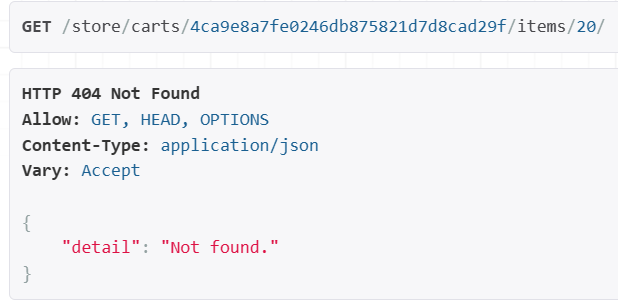 GET /store/carts/4ca9e8a7fe0246db875821d7d8cad29f/items/20/
HTTP 404 Not Found
Allow: GET, HEAD, OPTIONS
Content-Type: application/json
Vary: Accept
{
"detail": "Not found."
}